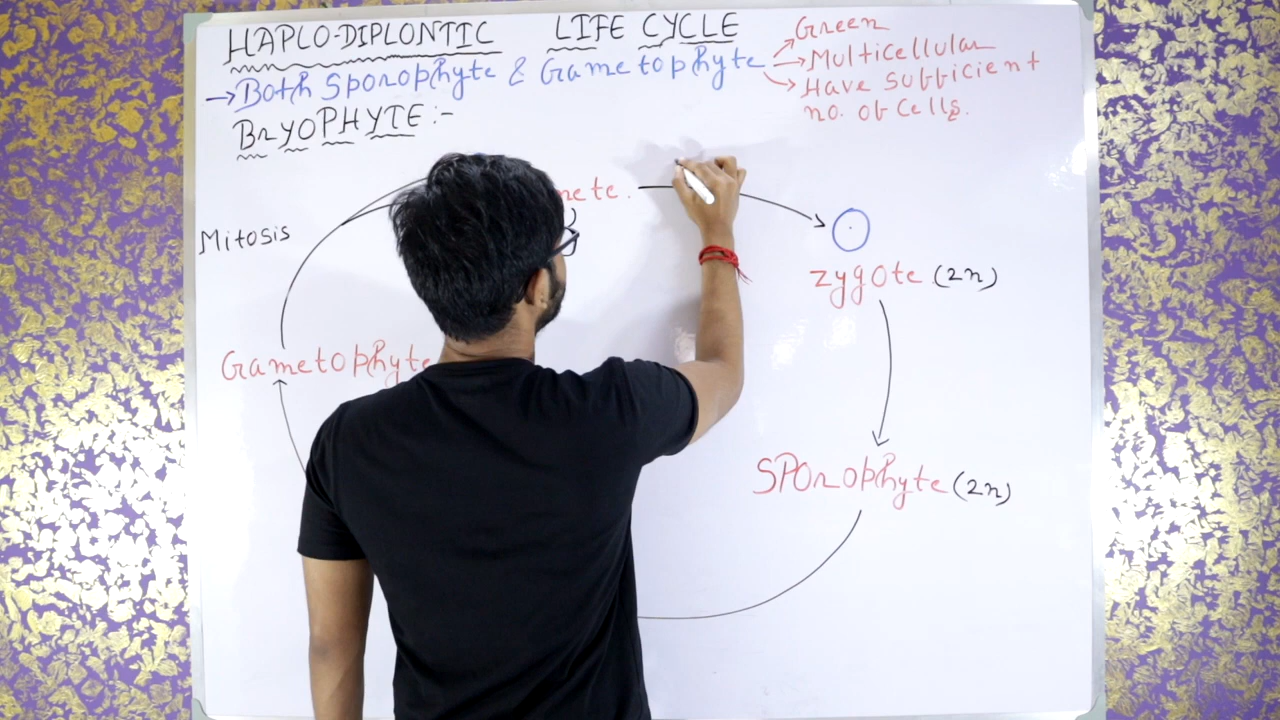 HAPLO-DIPLONTIC LIFE CYCLE
→ Both Sporophyte & Gametophyte
→ Green
→ Multicellular
→ Have sufficient
no. of cells.
BryOPHYTE :-
mete.
Mitosis
zygote (2n)
Gametophyte
SPOrophyte (2n)